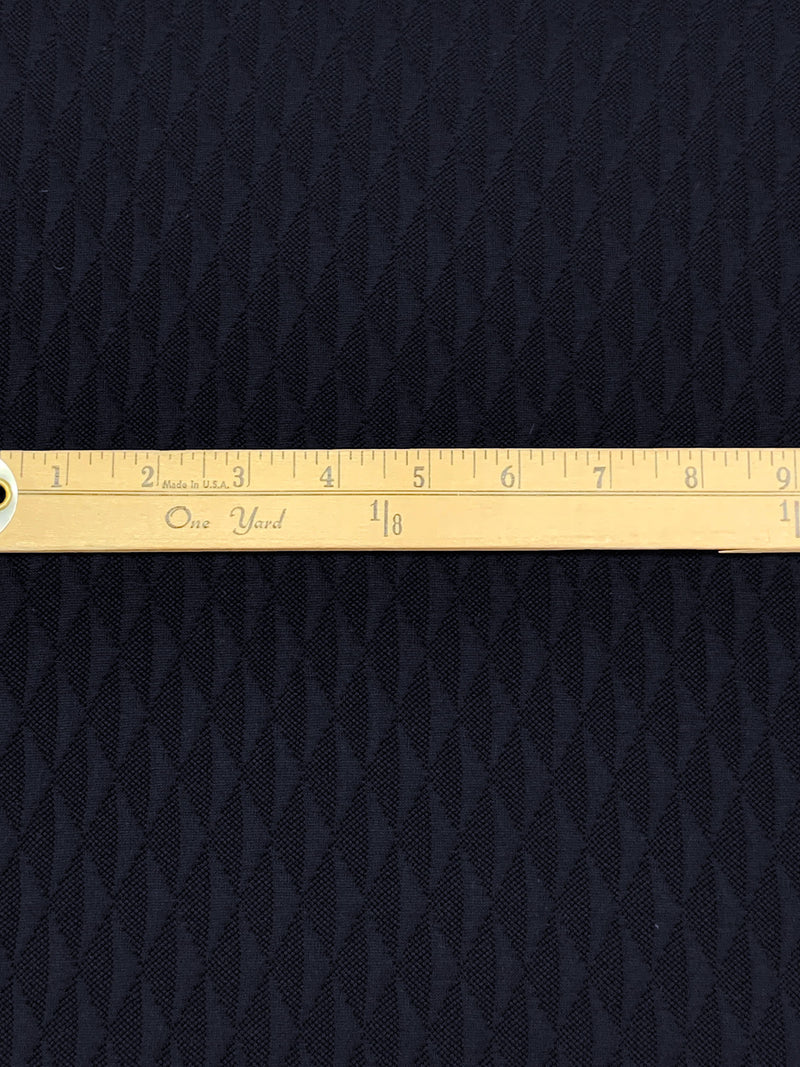 1 2 3 4 5 6 7 8 9
Made in U.S.A.
One Yard 1|8 1|